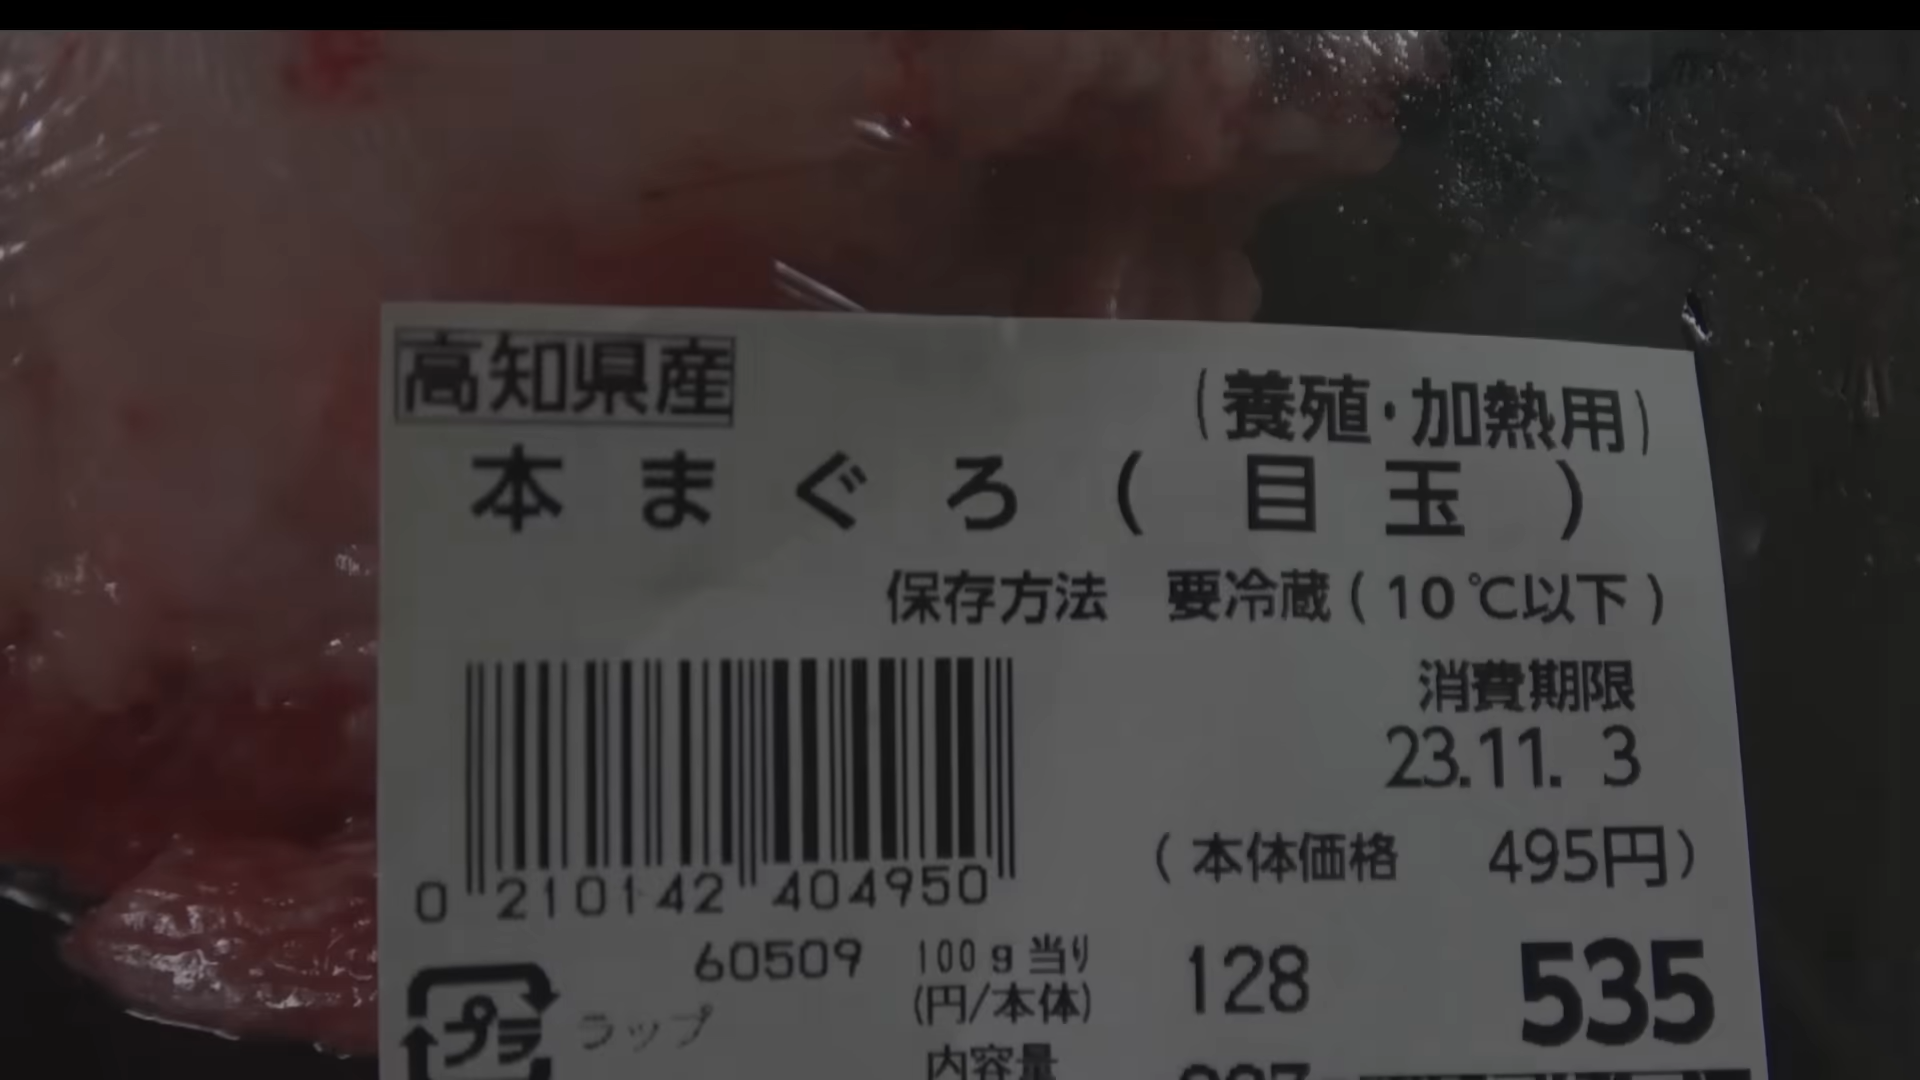 高知県産
(養殖・加熱用)
本まぐろ(目玉)
保存方法 要冷蔵(10℃以下)
消費期限
23.11. 3
(本体価格 495円)
0 210142 404950
60509
100g当り
(円/本体)
128
535
プラ
ラップ
内容量